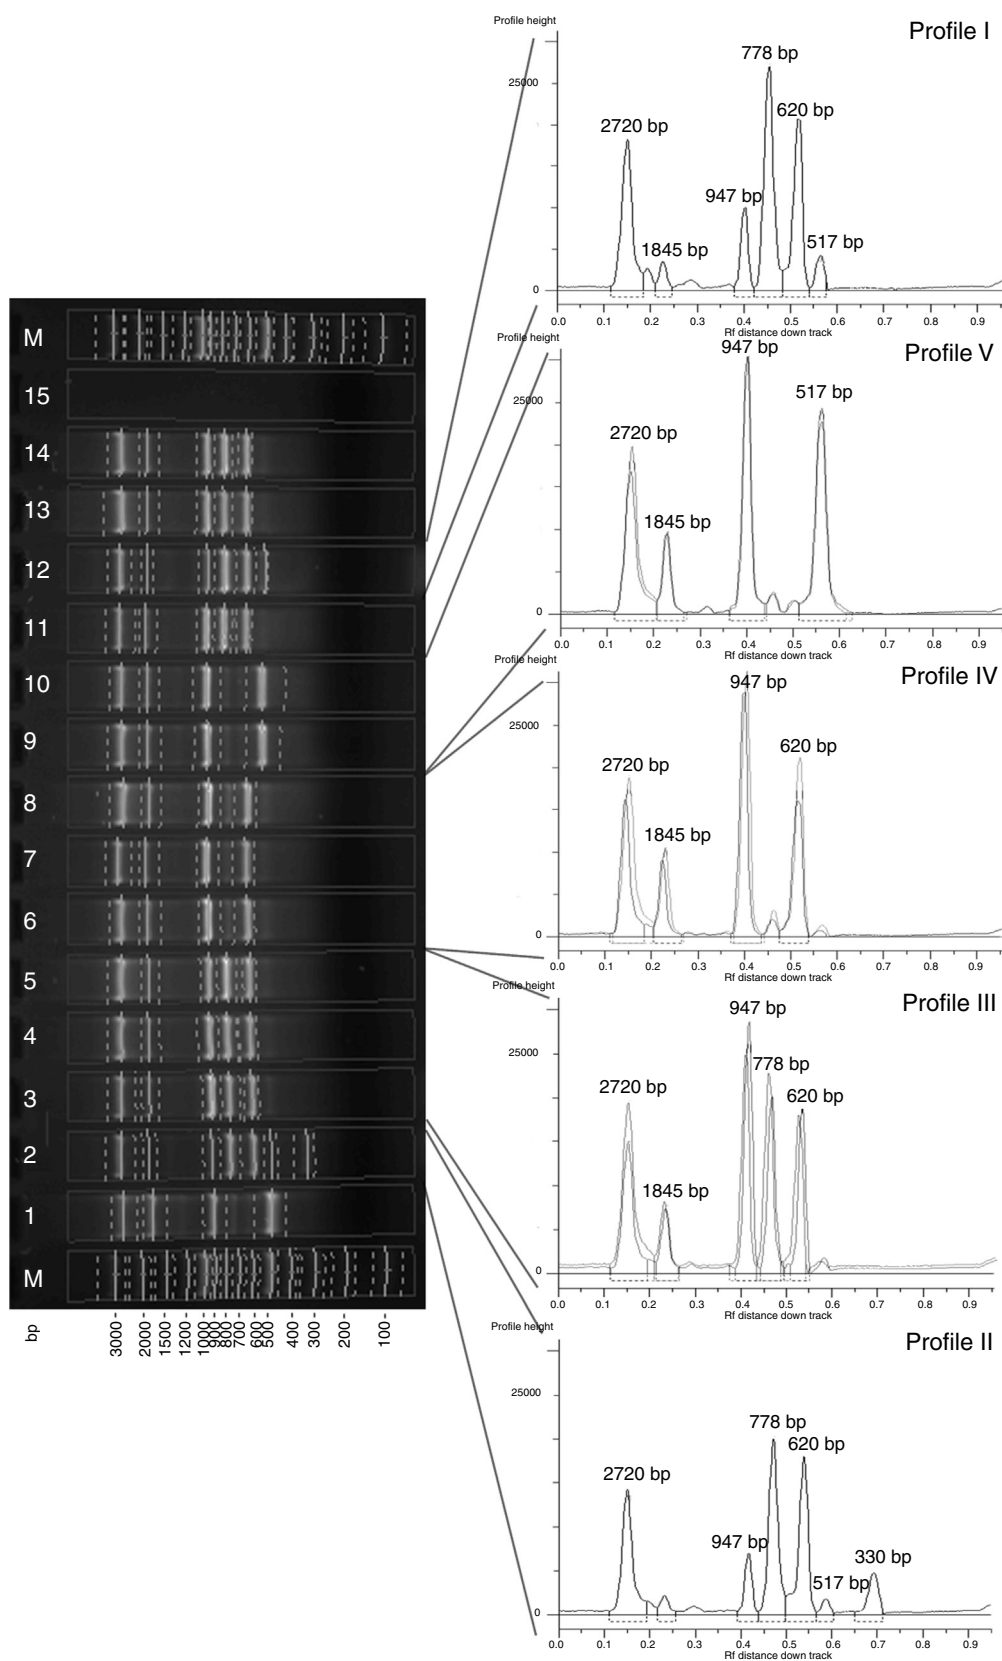 M
15
14
13
12
11
10
9
8
7
6
5
4
3
2
1
M
bp
3000
2000
1500
1200
1000
900
800
700
600
500
400
300
200
100
Profile height
Profile I
25000
0
2720 bp
1845 bp
947 bp
778 bp
620 bp
517 bp
0.0 0.1 0.2 0.3 0.4 0.5 0.6 0.7 0.8 0.9
Rf distance down track
Profile height
Profile V
25000
0
2720 bp
1845 bp
947 bp
517 bp
0.0 0.1 0.2 0.3 0.4 0.5 0.6 0.7 0.8 0.9
Rf distance down track
Profile height
Profile IV
25000
0
2720 bp
1845 bp
947 bp
620 bp
0.0 0.1 0.2 0.3 0.4 0.5 0.6 0.7 0.8 0.9
Rf distance down track
Profile height
Profile III
25000
0
2720 bp
1845 bp
947 bp
778 bp
620 bp
0.0 0.1 0.2 0.3 0.4 0.5 0.6 0.7 0.8 0.9
Rf distance down track
Profile height
Profile II
25000
0
2720 bp
947 bp
778 bp
620 bp
517 bp
330 bp
0.0 0.1 0.2 0.3 0.4 0.5 0.6 0.7 0.8 0.9
Rf distance down track